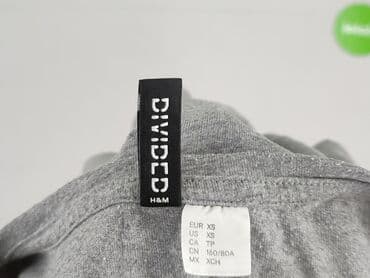 DIVIDED
H&M
EUR XS
US XS
CA TP
CN 160/80A
MX XCH